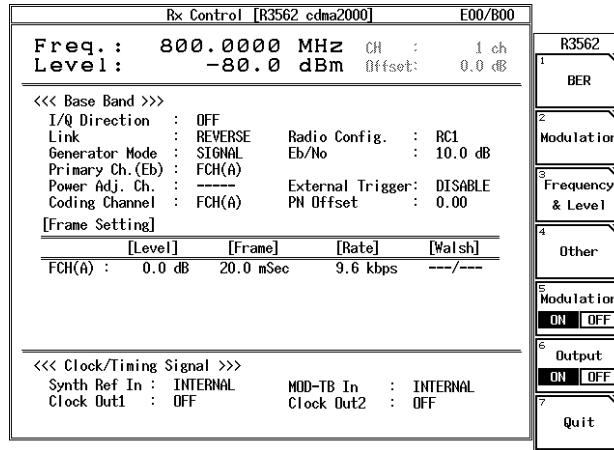 Rx Control [R3562 cdma2000] E00/B00
Freq.: 800.0000 MHz CH : 1 ch
Level: -80.0 dBm Offset: 0.0 dB
<<< Base Band >>>
I/Q Direction : OFF
Link : REVERSE Radio Config. : RC1
Generator Mode : SIGNAL Eb/No : 10.0 dB
Primary Ch.(Eb) : FCH(A)
Power Adj. Ch. : ----- External Trigger: DISABLE
Coding Channel : FCH(A) PN Offset : 0.00
[Frame Setting]
[Level] [Frame] [Rate] [Walsh]
FCH(A) : 0.0 dB 20.0 mSec 9.6 kbps ---/---
<<< Clock/Timing Signal >>>
Synth Ref In : INTERNAL MOD-TB In : INTERNAL
Clock Out1 : OFF Clock Out2 : OFF
R3562
1
BER
2
Modulation
3
Frequency
& Level
4
Other
5
Modulation
ON OFF
6
Output
ON OFF
7
Quit